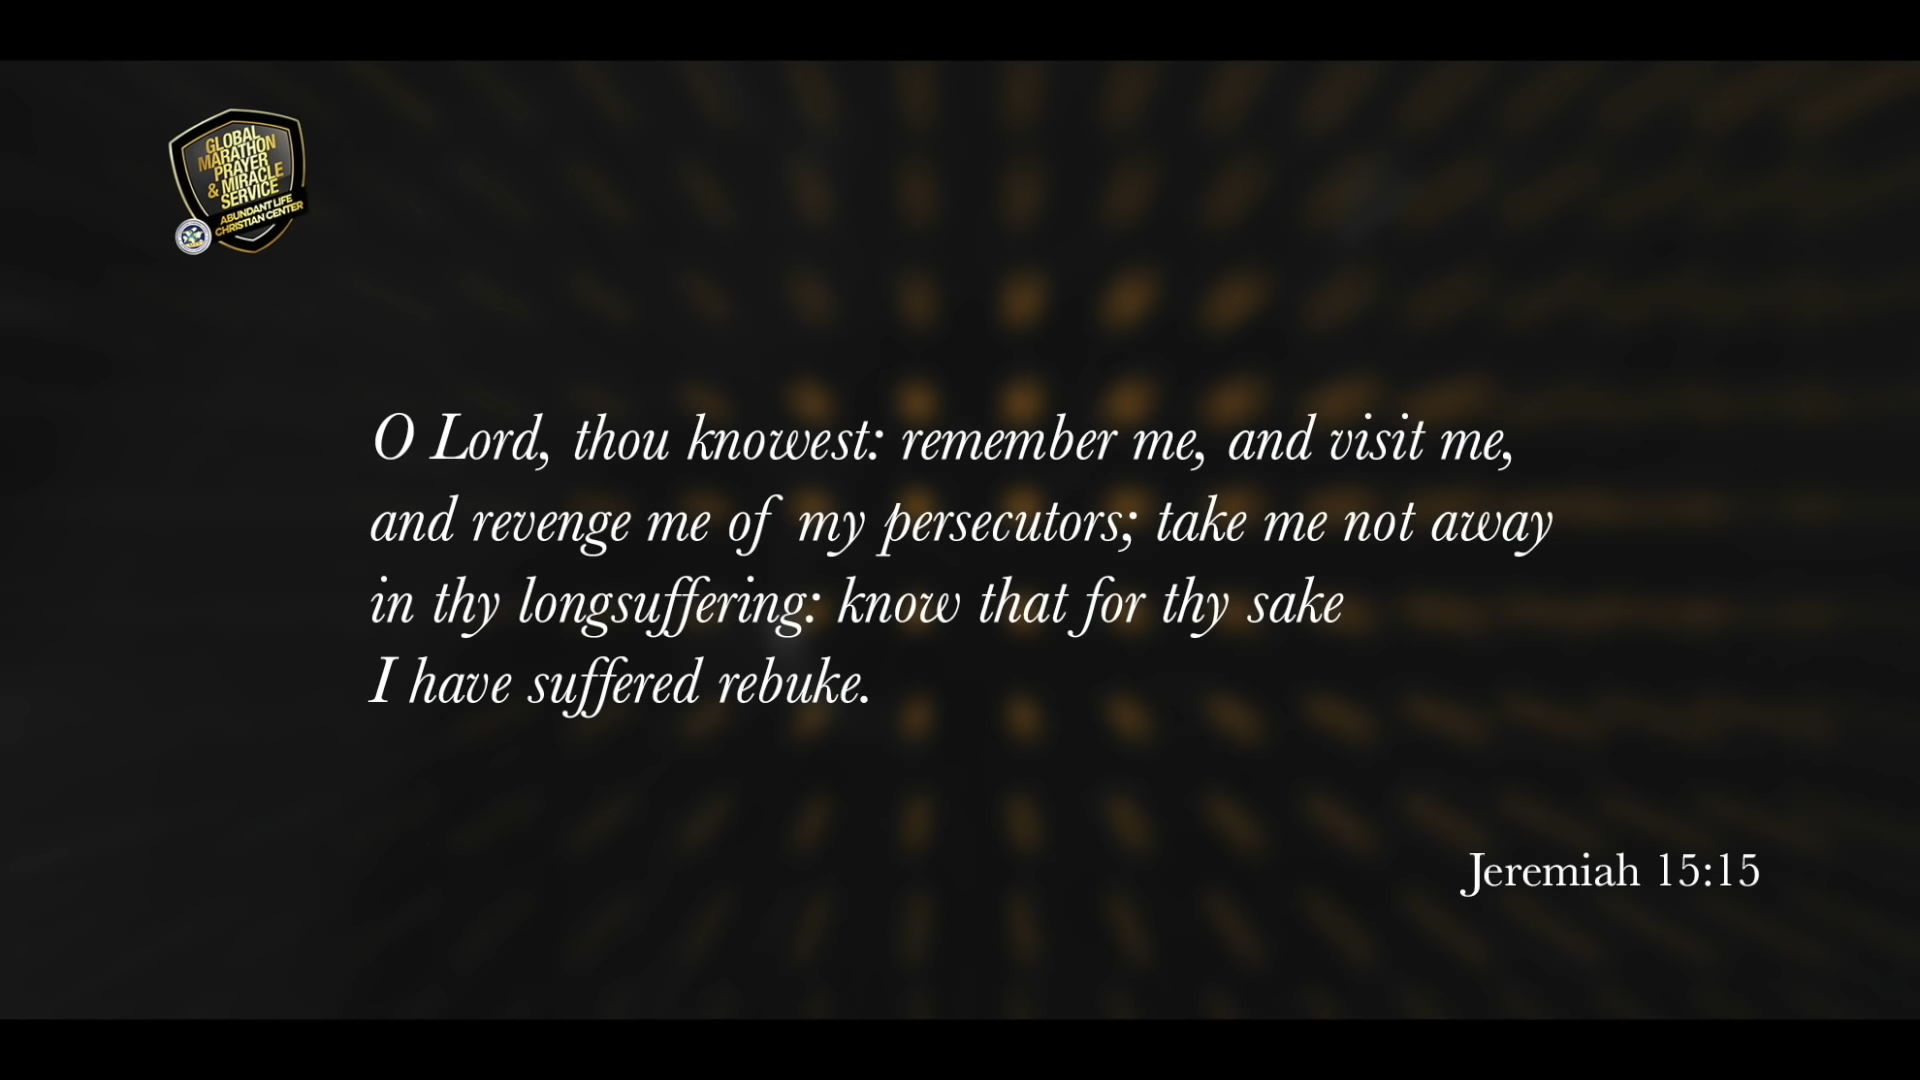 GLOBAL
MARATHON
PRAYER
& MIRACLE
SERVICE
ABUNDANT LIFE
CHRISTIAN CENTER
O Lord, thou knowest: remember me, and visit me,
and revenge me of my persecutors; take me not away
in thy longsuffering: know that for thy sake
I have suffered rebuke.
Jeremiah 15:15